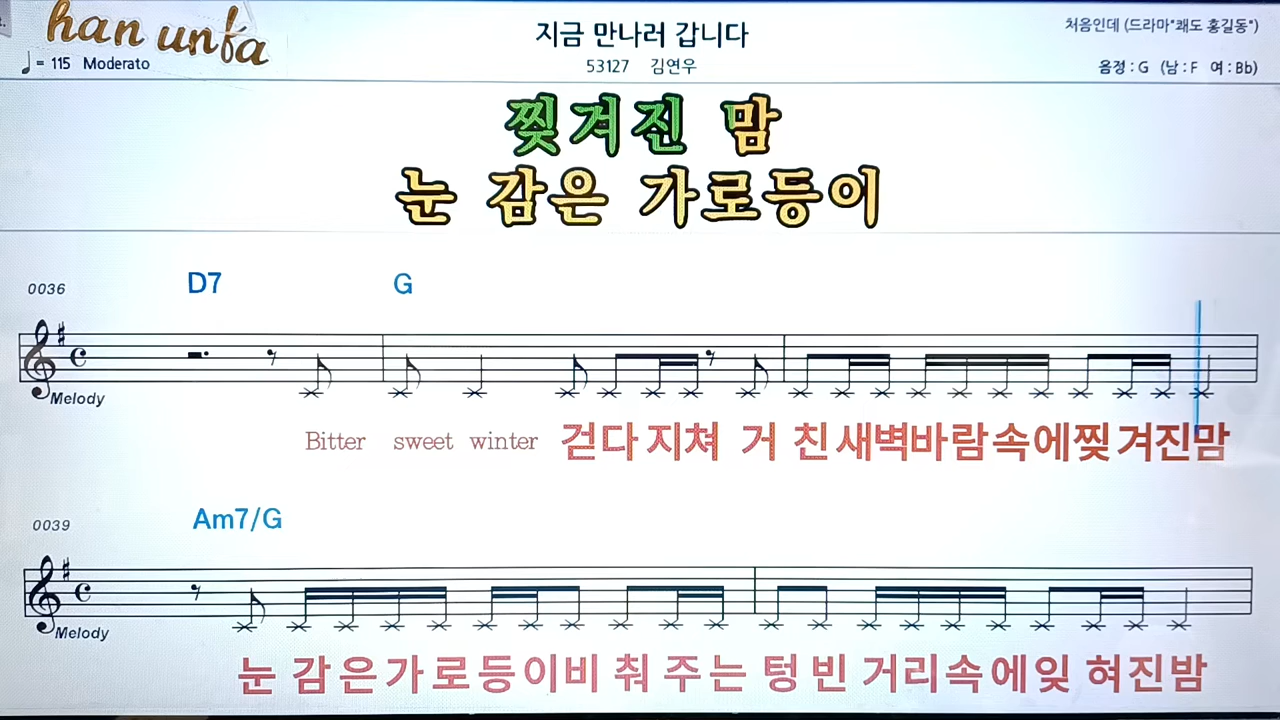 han unfa
♩= 115 Moderato
지금 만나러 갑니다
53127 김연우
처음인데 (드라마"쾌도 홍길동")
음정 : G (남 : F 여 : Bb)
찢겨진 맘
눈 감은 가로등이
0036
D7 G
Melody
Bitter sweet winter 걷다 지쳐 거 친 새벽바람속에찢겨진맘
0039
Am7/G
Melody
눈 감은가로등이비 춰 주는 텅 빈 거리속에잊 혀진밤